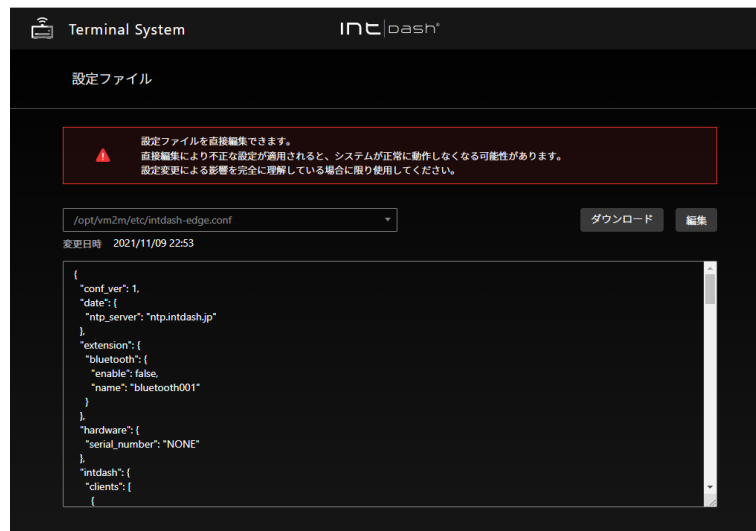 Terminal System
intdash®
設定ファイル
設定ファイルを直接編集できます。
直接編集により不正な設定が適用されると、システムが正常に動作しなくなる可能性があります。
設定変更による影響を完全に理解している場合に限り使用してください。
/opt/vm2m/etc/intdash-edge.conf
ダウンロード
編集
変更日時 2021/11/09 22:53
{
"conf_ver": 1,
"date": {
"ntp_server": "ntp.intdash.jp"
},
"extension": {
"bluetooth": {
"enable": false,
"name": "bluetooth001"
}
},
"hardware": {
"serial_number": "NONE"
},
"intdash": {
"clients": [
{